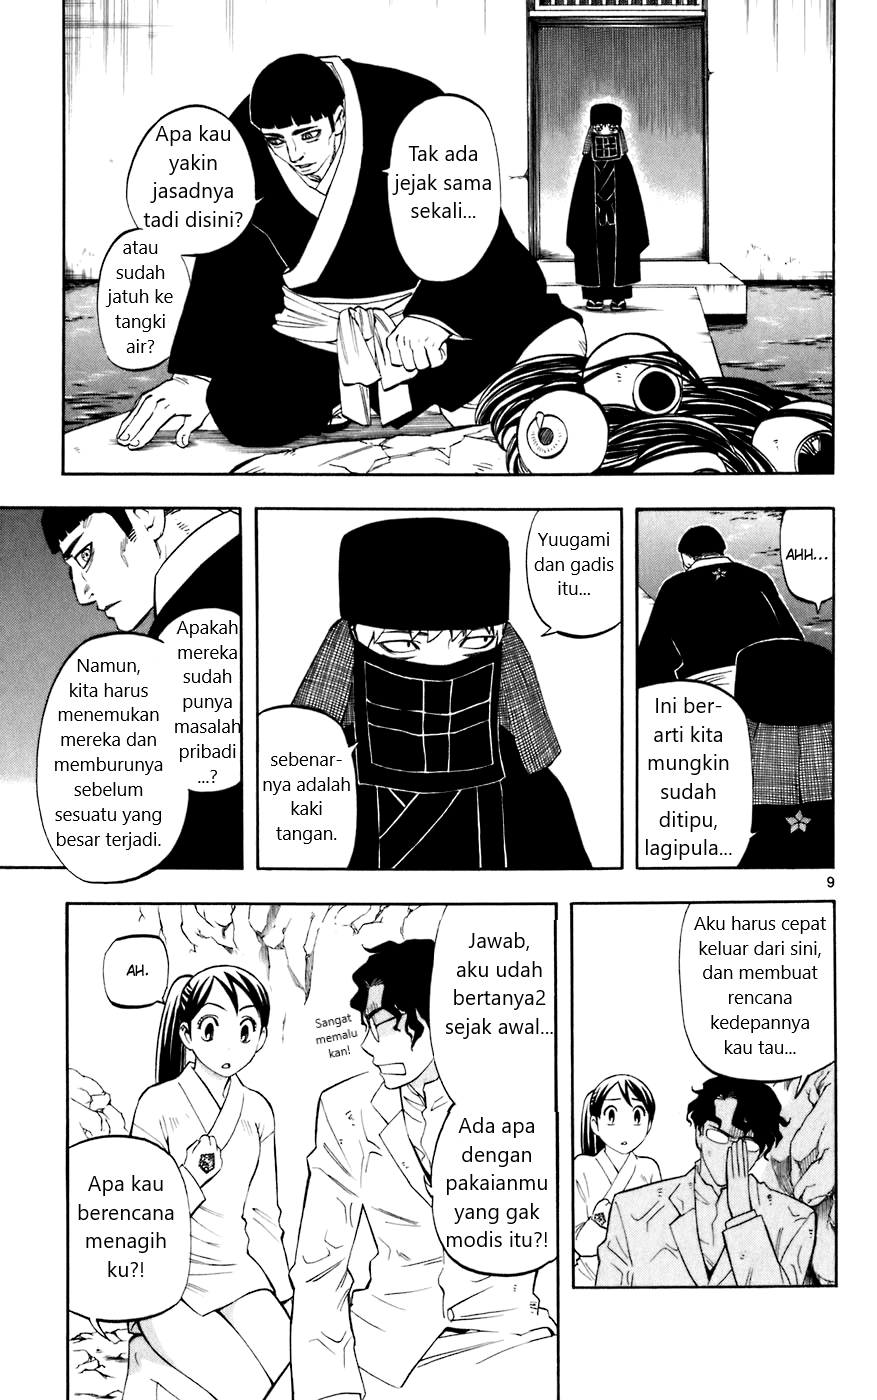 Tak ada
jejak sama
sekali...
Apa kau
yakin
jasadnya
tadi disini?
atau
sudah
jatuh ke
tangki
air?
AHH...
Ini ber-
arti kita
mungkin
sudah
ditipu,
lagipula...
Yuugami
dan gadis
itu...
sebenar-
nya adalah
kaki
tangan.
Apakah
mereka
sudah
punya
masalah
pribadi
...?
Namun,
kita harus
menemukan
mereka dan
memburunya
sebelum
sesuatu yang
besar terjadi.
9
Aku harus cepat
keluar dari sini,
dan membuat
rencana
kedepannya
kau tau...
Jawab,
aku udah
bertanya2
sejak awal...
Ada apa
dengan
pakaianmu
yang gak
modis itu?!
Sangat
memalu
kan!
AH.
Apa kau
berencana
menagih
ku?!